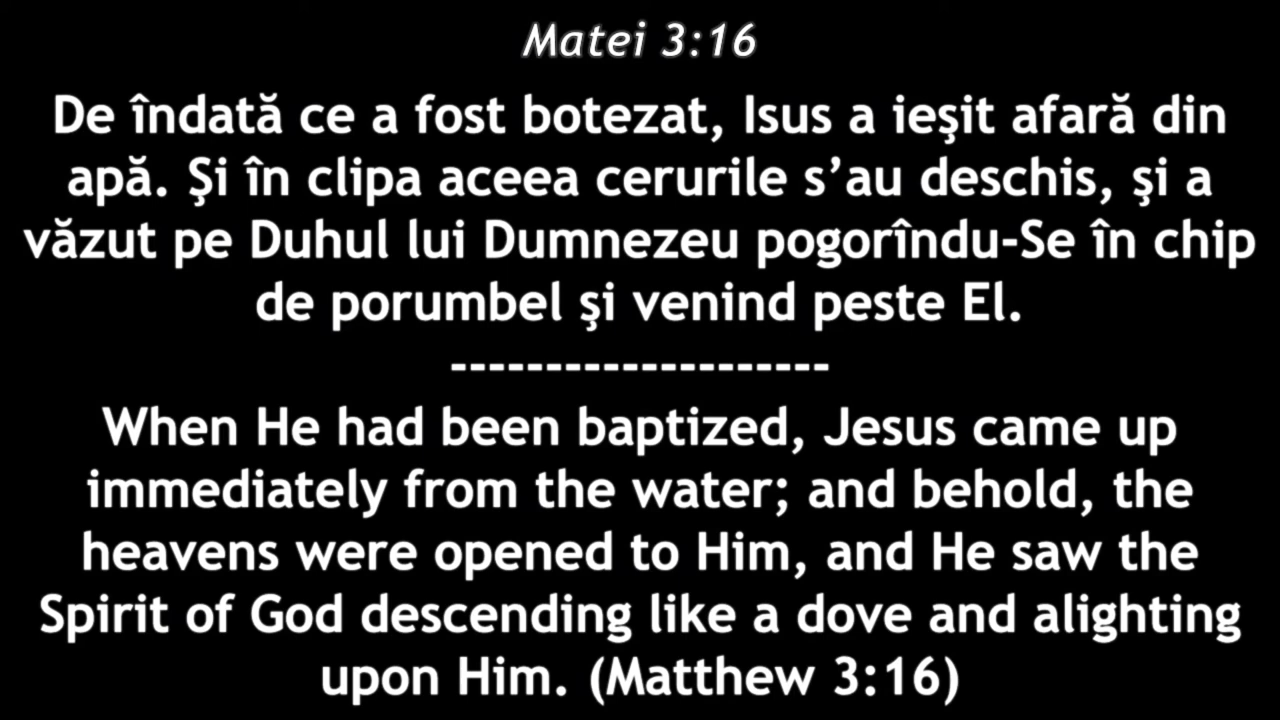 Matei 3:16
De îndată ce a fost botezat, Isus a ieşit afară din
apă. Şi în clipa aceea cerurile s’au deschis, şi a
văzut pe Duhul lui Dumnezeu pogorîndu-Se în chip
de porumbel şi venind peste El.
--------------------
When He had been baptized, Jesus came up
immediately from the water; and behold, the
heavens were opened to Him, and He saw the
Spirit of God descending like a dove and alighting
upon Him. (Matthew 3:16)